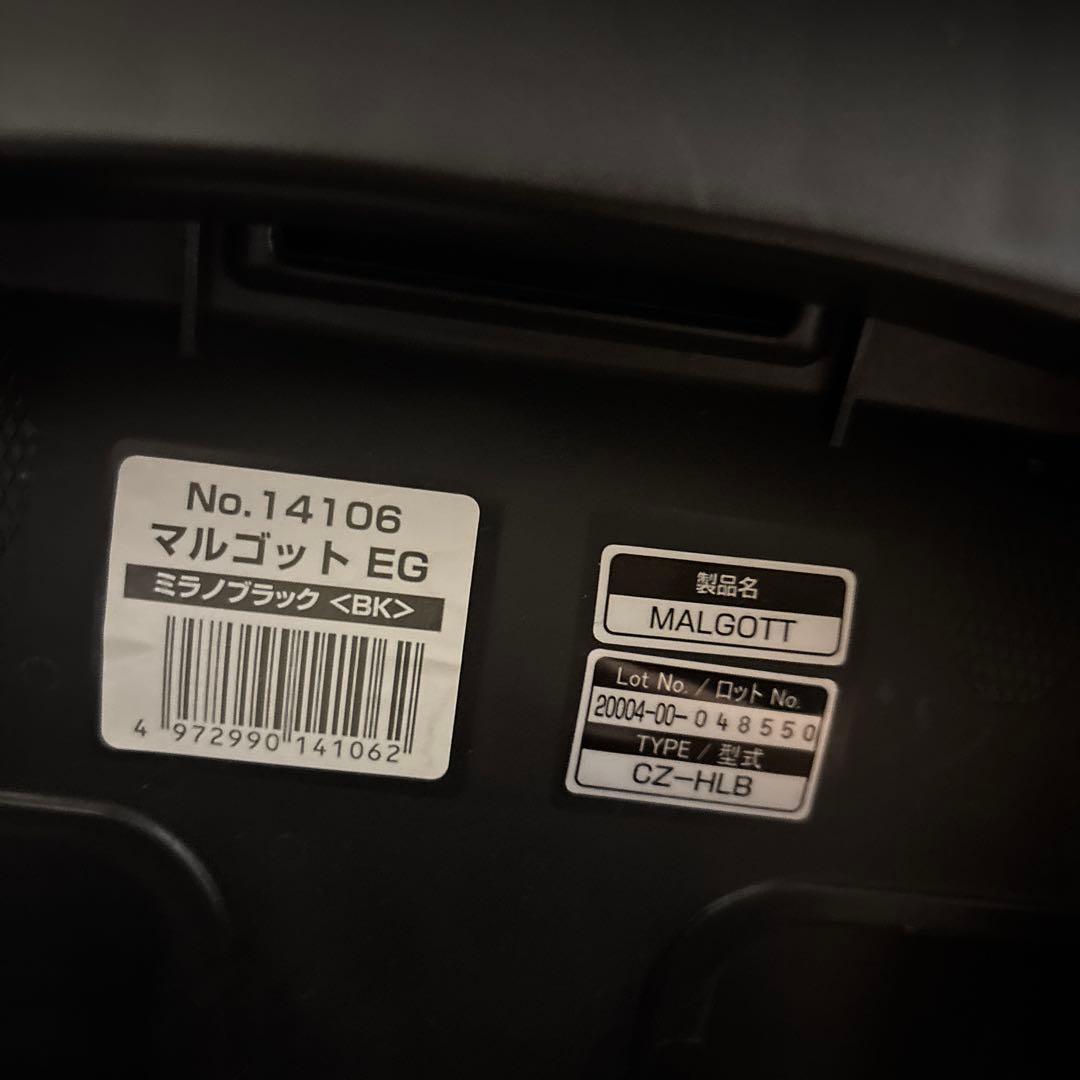 No.14106
マルゴット EG
ミラノブラック <BK>
4 972990 141062
製品名
MALGOTT
Lot No. / ロット No.
20004-00-048550
TYPE / 型式
CZ-HLB